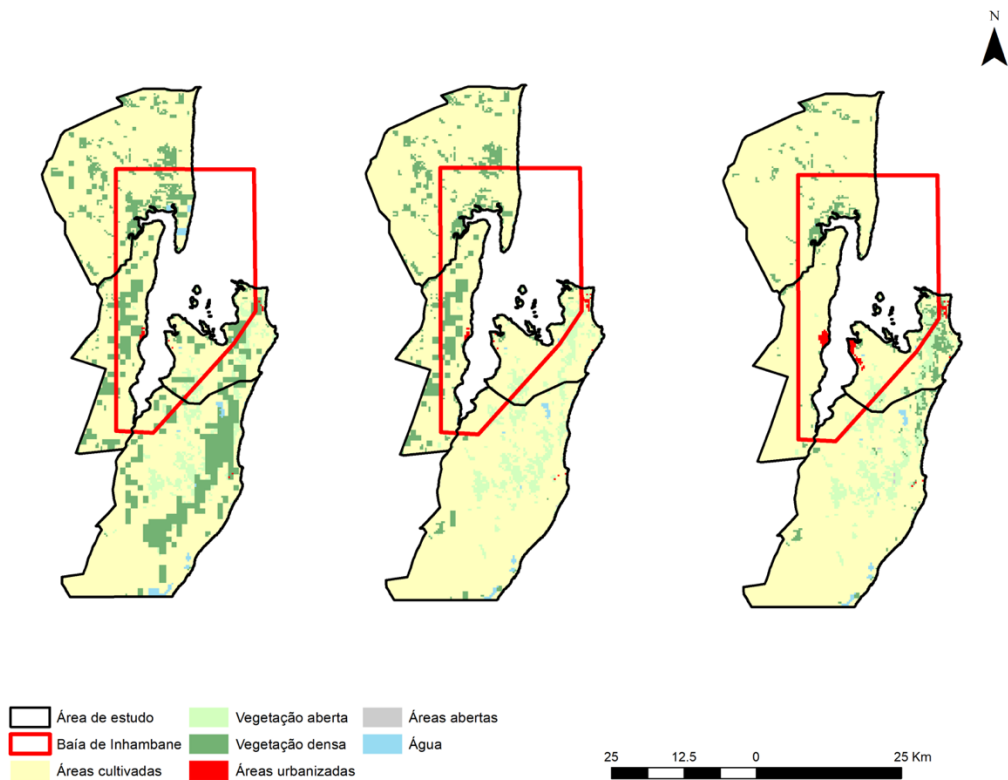 N
Área de estudo
Vegetação aberta
Áreas abertas
Baía de Inhambane
Vegetação densa
Água
Áreas cultivadas
Áreas urbanizadas
25 12.5 0 25 Km